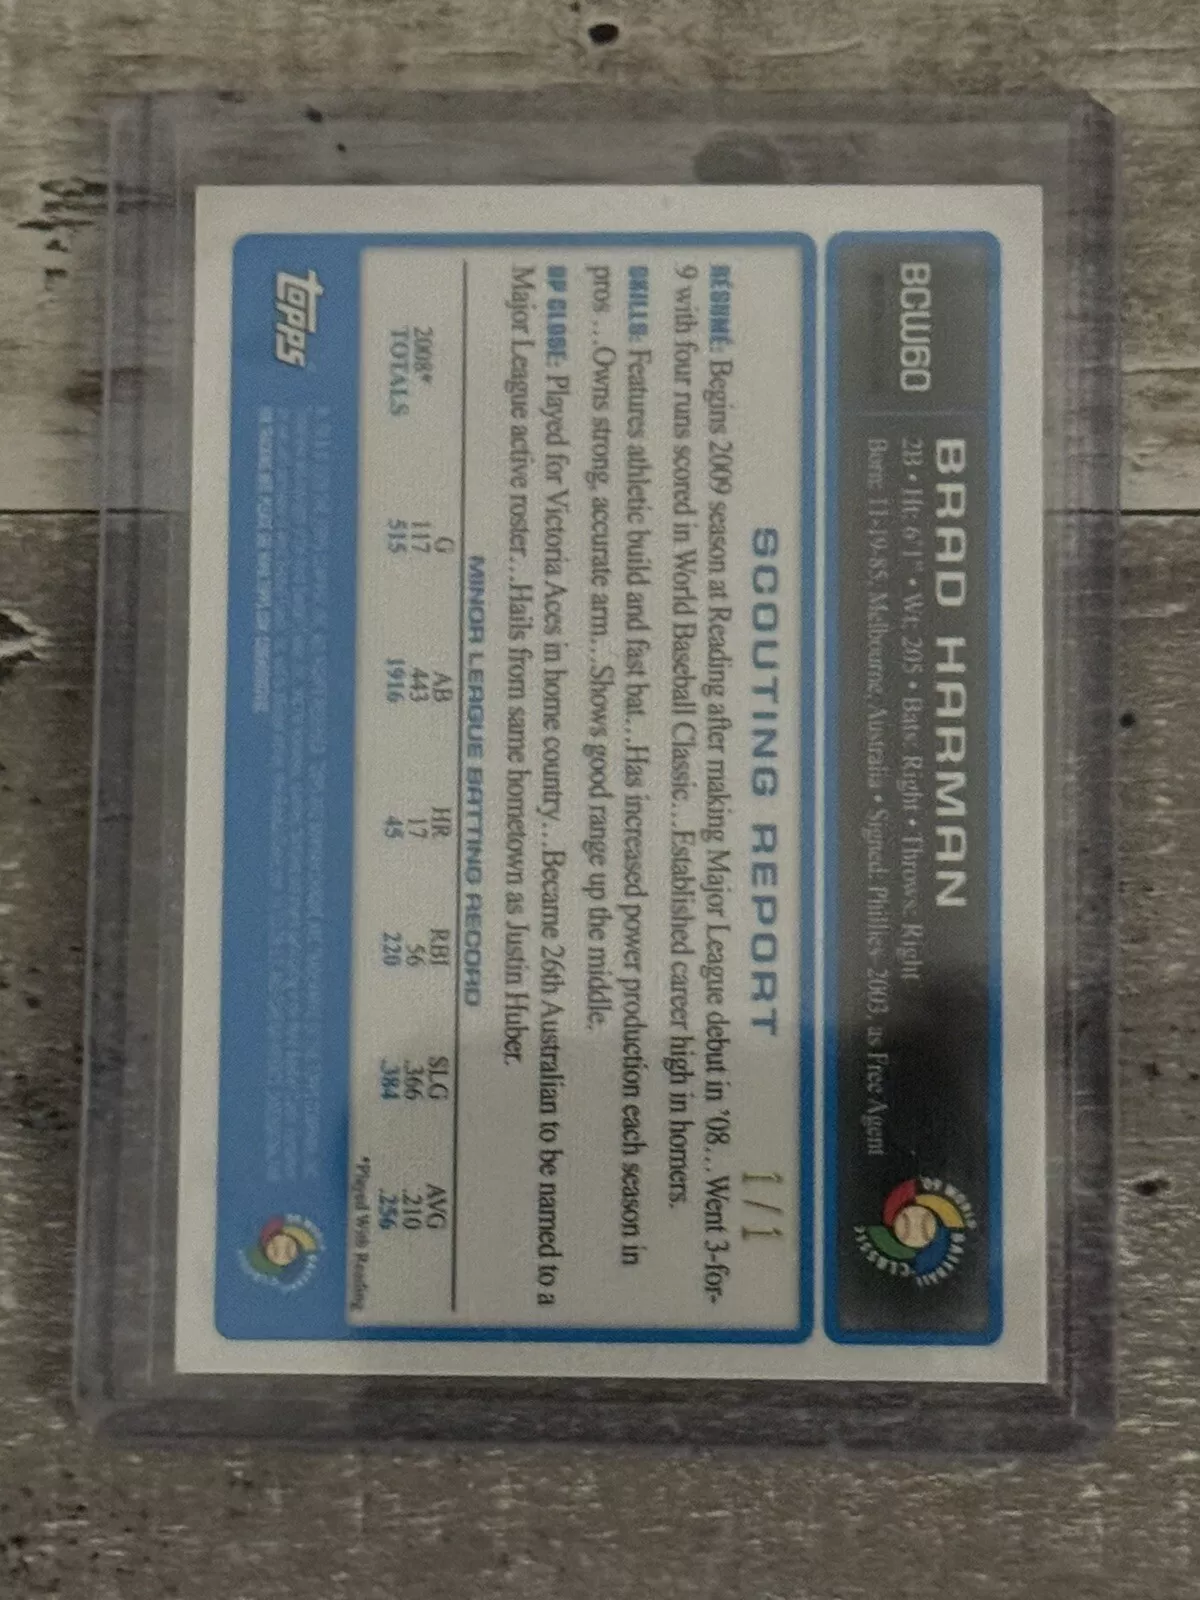 BCW60
BRAD HARMAN
2B • Ht: 6'1" • Wt: 205 • Bats: Right • Throws: Right
Born: 11-19-85, Melbourne, Australia • Signed: Phillies 2003, as Free Agent
WORLD BASEBALL CLASSIC
SCOUTING REPORT
1/1
RÉSUMÉ: Begins 2009 season at Reading after making Major League debut in '08…Went 3-for-
9 with four runs scored in World Baseball Classic…Established career high in homers.
SKILLS: Features athletic build and fast bat…Has increased power production each season in
pros…Owns strong, accurate arm…Shows good range up the middle.
UP CLOSE: Played for Victoria Aces in home country…Became 26th Australian to be named to a
Major League active roster…Hails from same hometown as Justin Huber.
MINOR LEAGUE BATTING RECORD
G AB HR RBI SLG AVG
2008* 117 443 17 56 .366 .210
TOTALS 515 1916 45 220 .384 .256
*Played With Reading
topps